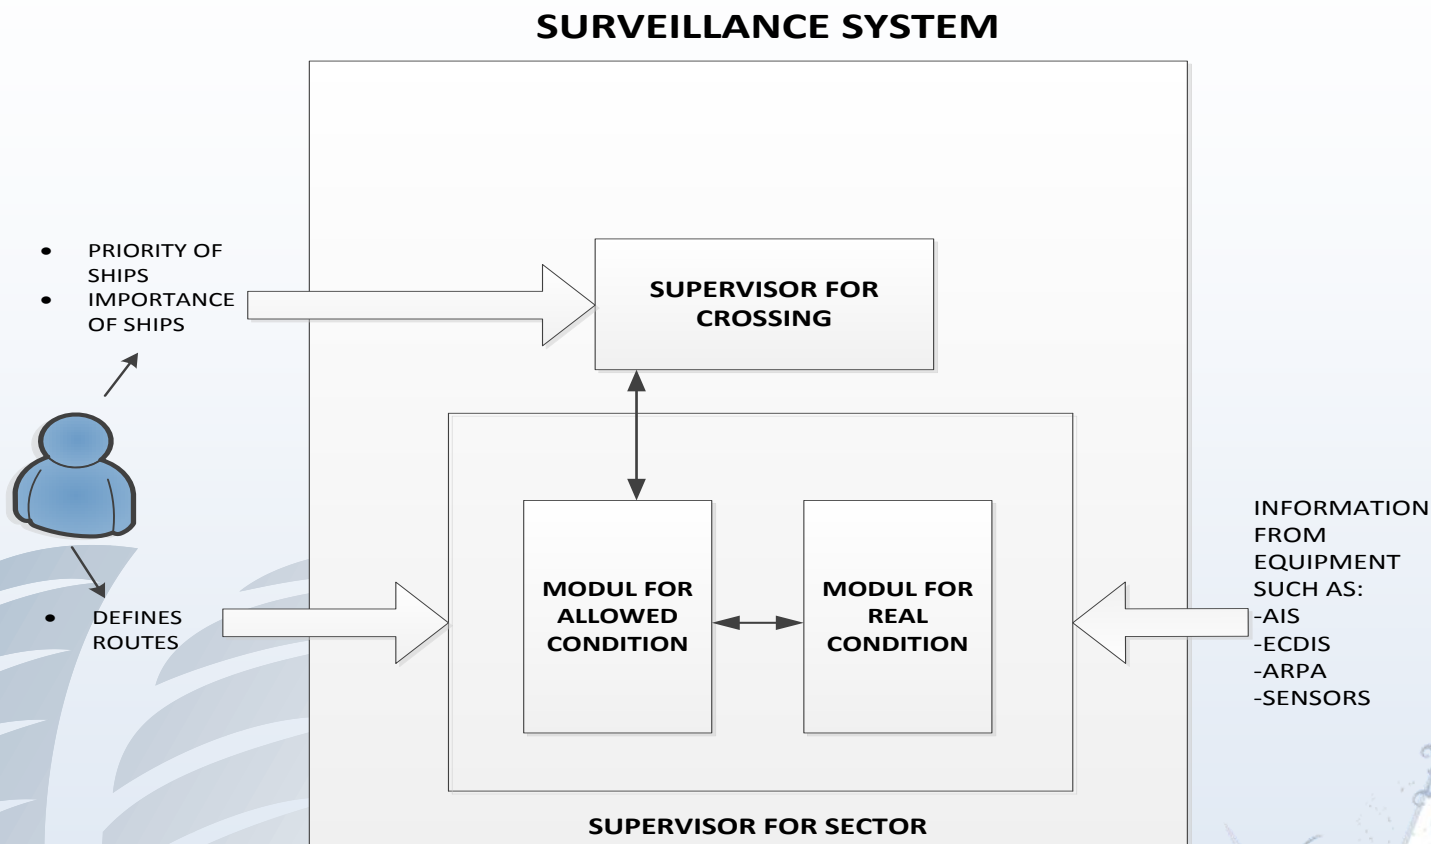 SURVEILLANCE SYSTEM
• PRIORITY OF
SHIPS
• IMPORTANCE
OF SHIPS
SUPERVISOR FOR
CROSSING
• DEFINES
ROUTES
MODUL FOR
ALLOWED
CONDITION
MODUL FOR
REAL
CONDITION
INFORMATION
FROM
EQUIPMENT
SUCH AS:
-AIS
-ECDIS
-ARPA
-SENSORS
SUPERVISOR FOR SECTOR